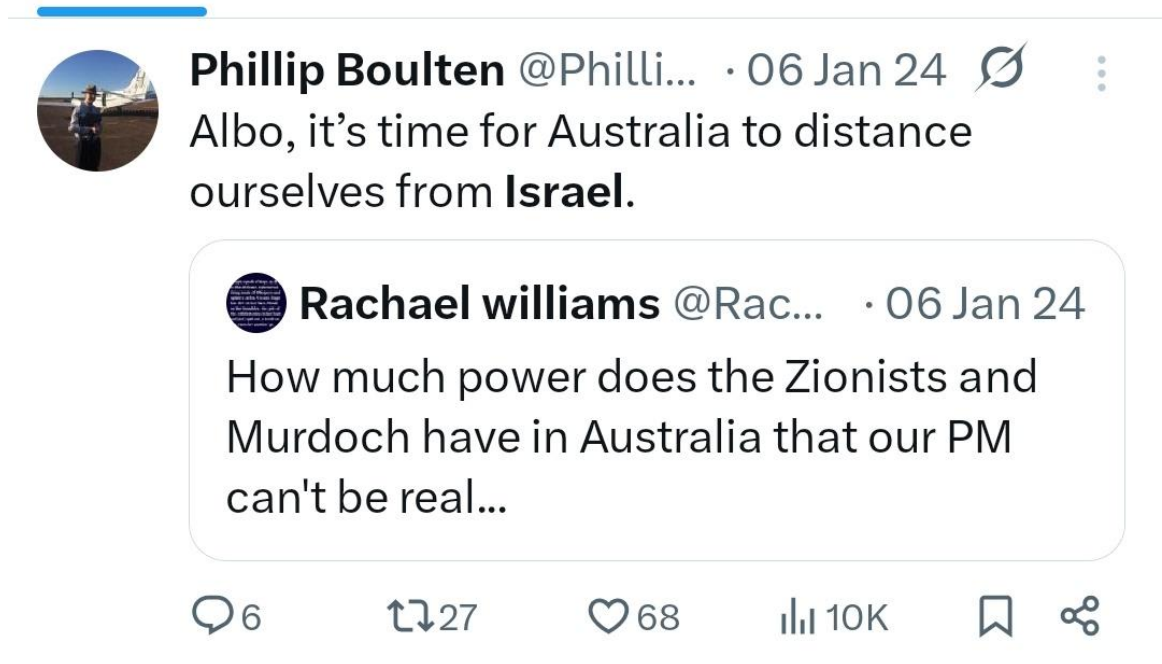 Phillip Boulten @Philli... · 06 Jan 24
Albo, it’s time for Australia to distance
ourselves from Israel.
Rachael williams @Rac... · 06 Jan 24
How much power does the Zionists and
Murdoch have in Australia that our PM
can't be real...
6 27 68 10K